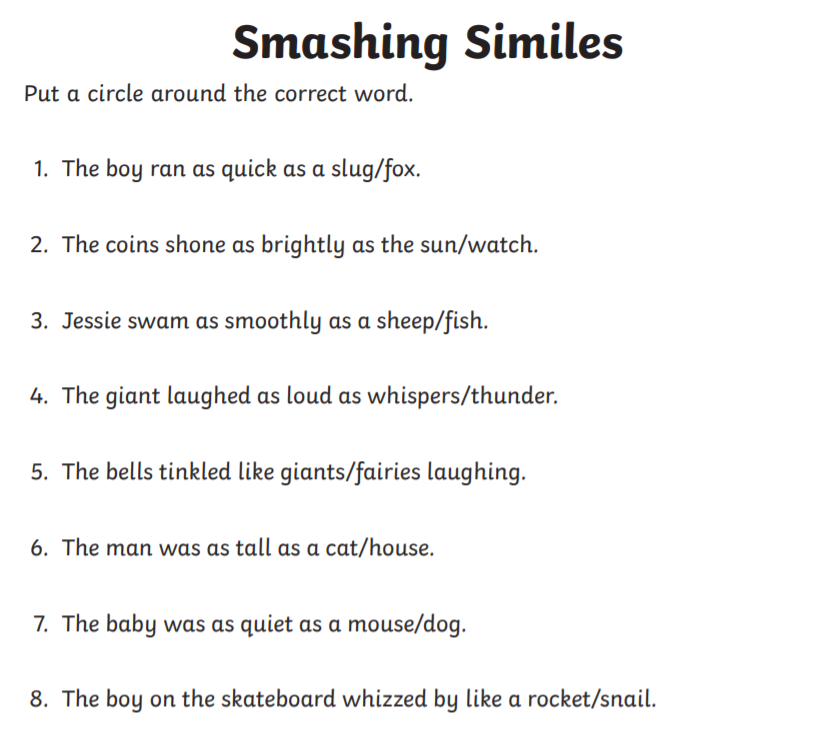 Smashing Similes
Put a circle around the correct word.
1. The boy ran as quick as a slug/fox.
2. The coins shone as brightly as the sun/watch.
3. Jessie swam as smoothly as a sheep/fish.
4. The giant laughed as loud as whispers/thunder.
5. The bells tinkled like giants/fairies laughing.
6. The man was as tall as a cat/house.
7. The baby was as quiet as a mouse/dog.
8. The boy on the skateboard whizzed by like a rocket/snail.